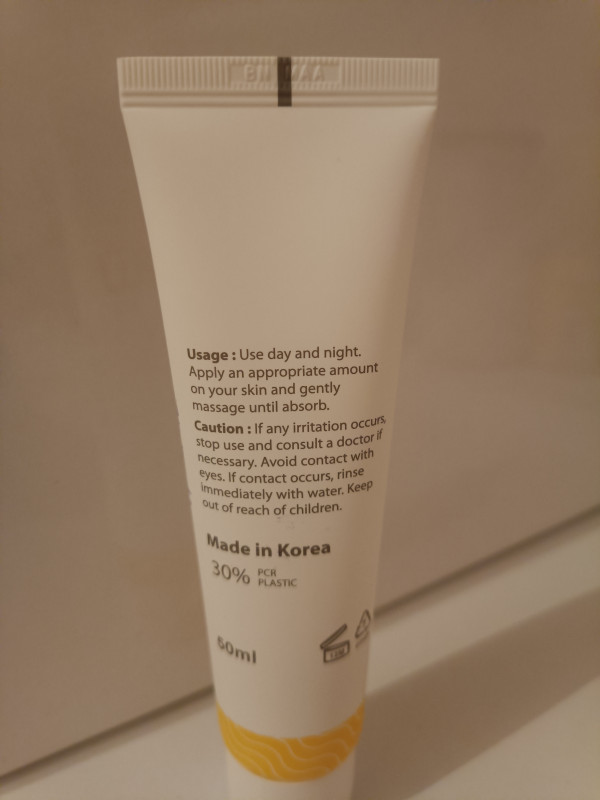 Usage : Use day and night.
Apply an appropriate amount
on your skin and gently
massage until absorb.
Caution : If any irritation occurs,
stop use and consult a doctor if
necessary. Avoid contact with
eyes. If contact occurs, rinse
immediately with water. Keep
out of reach of children.
Made in Korea
30% PCR
PLASTIC
60ml